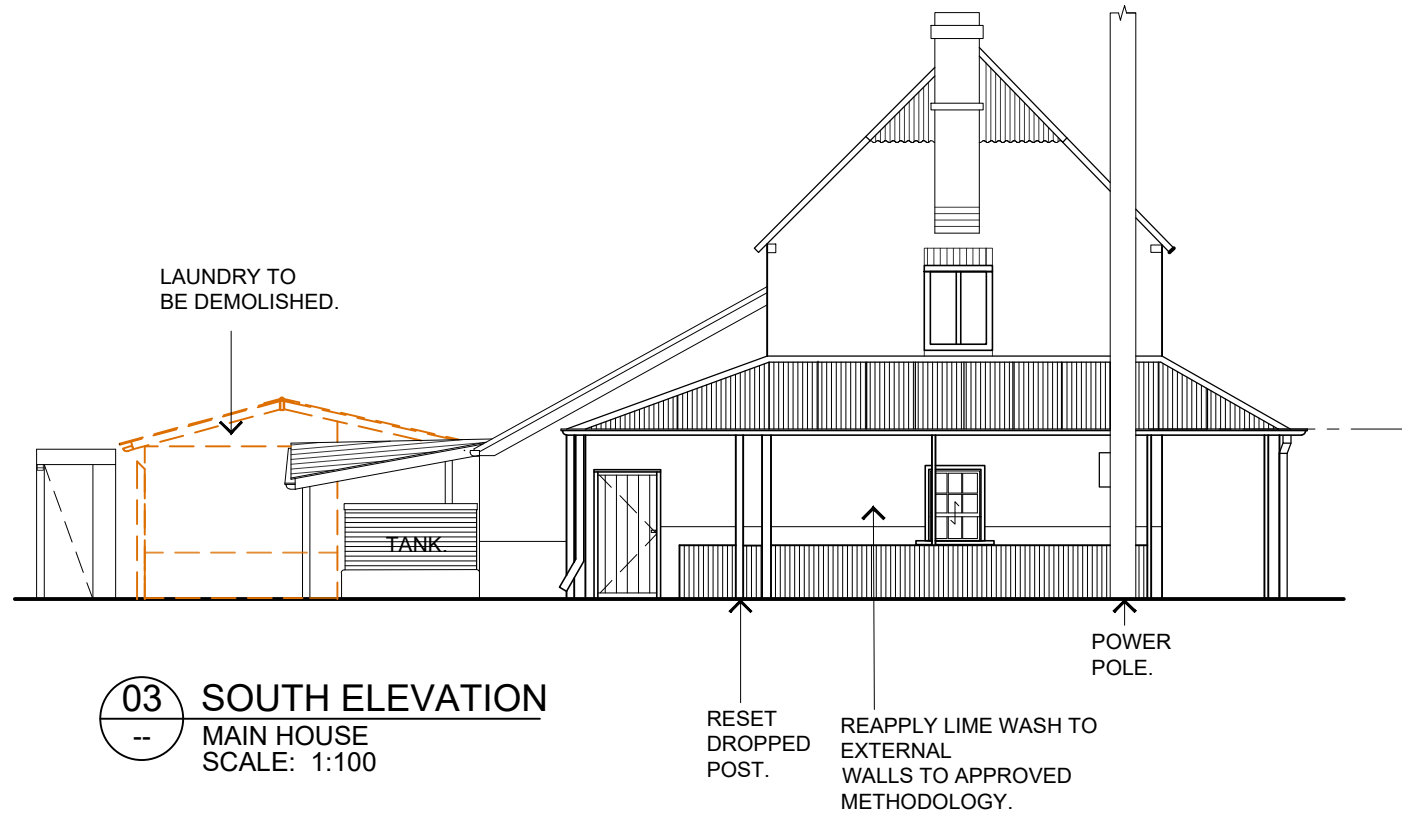 LAUNDRY TO
BE DEMOLISHED.
TANK.
POWER
POLE.
03
--
SOUTH ELEVATION
MAIN HOUSE
SCALE: 1:100
RESET
DROPPED
POST.
REAPPLY LIME WASH TO
EXTERNAL
WALLS TO APPROVED
METHODOLOGY.